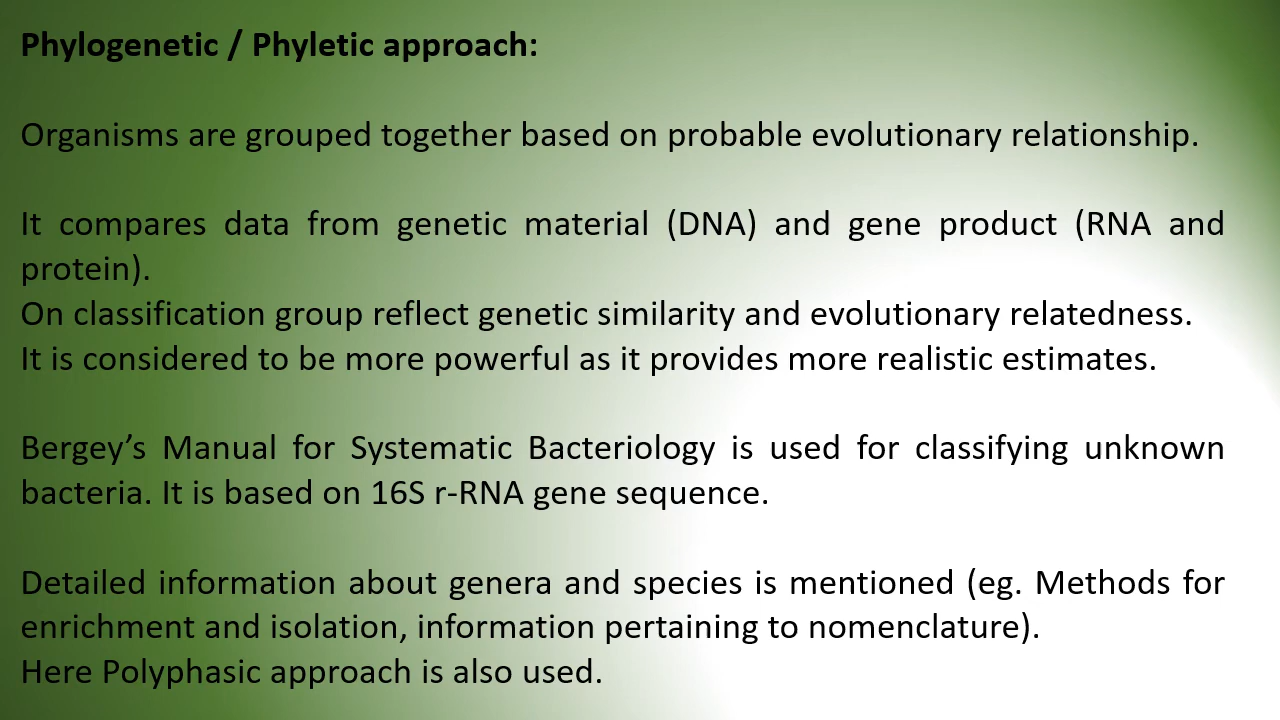 Phylogenetic / Phyletic approach:
Organisms are grouped together based on probable evolutionary relationship.
It compares data from genetic material (DNA) and gene product (RNA and
protein).
On classification group reflect genetic similarity and evolutionary relatedness.
It is considered to be more powerful as it provides more realistic estimates.
Bergey’s Manual for Systematic Bacteriology is used for classifying unknown
bacteria. It is based on 16S r-RNA gene sequence.
Detailed information about genera and species is mentioned (eg. Methods for
enrichment and isolation, information pertaining to nomenclature).
Here Polyphasic approach is also used.